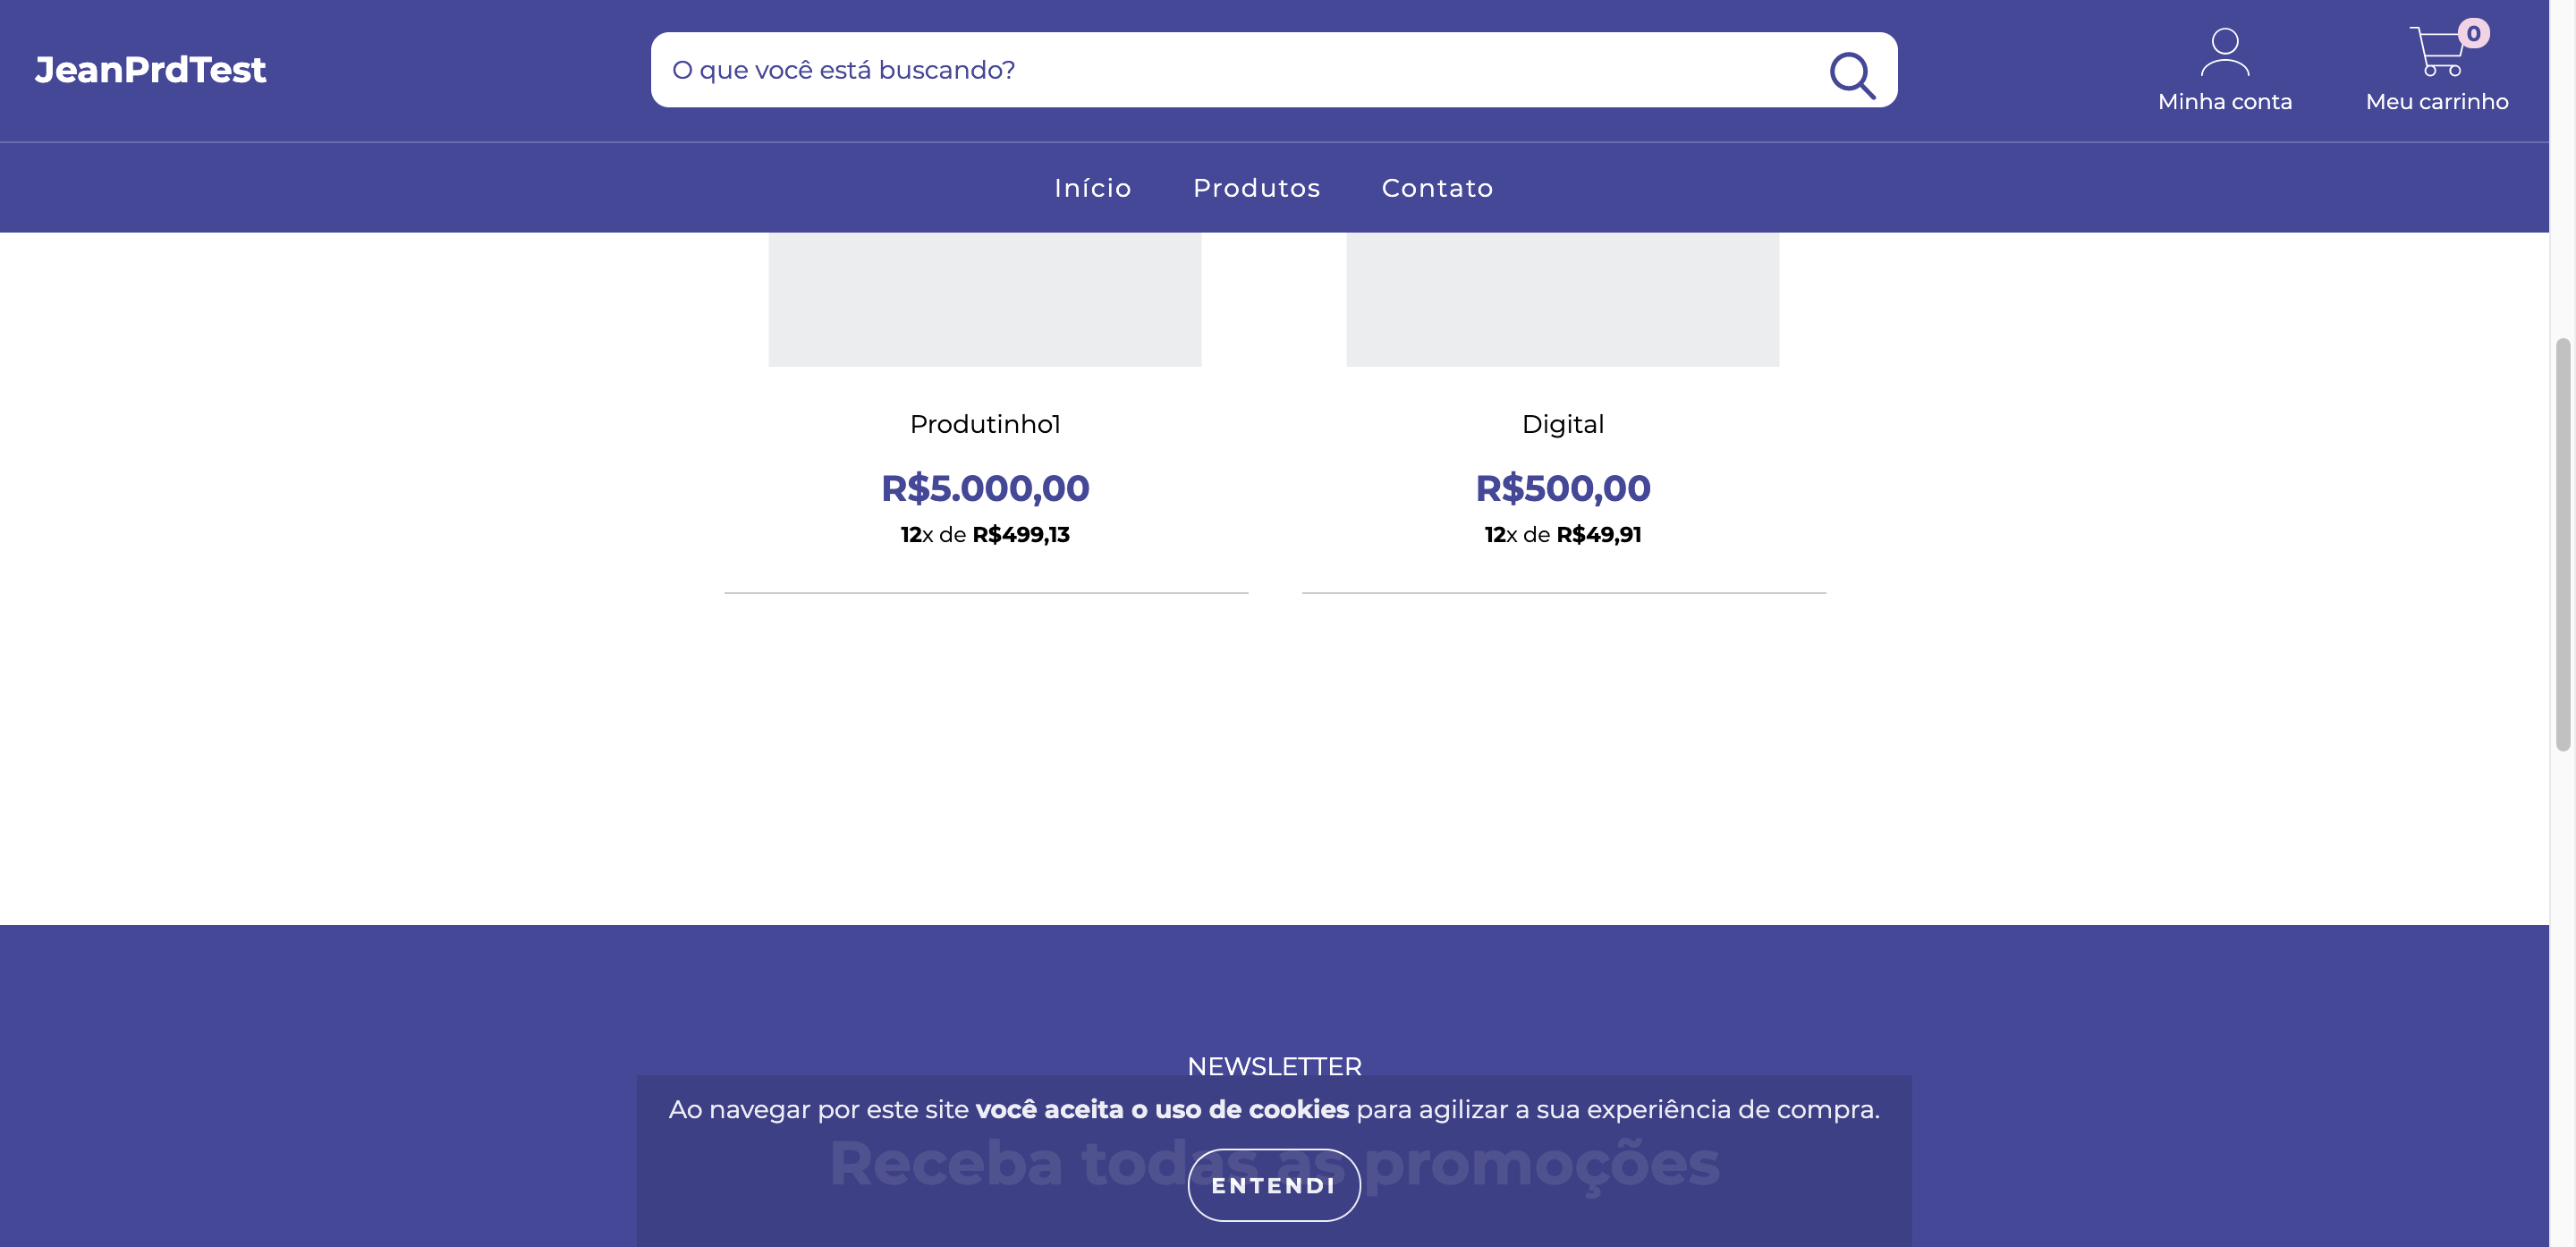 JeanPrdTest
O que você está buscando?
0
Minha conta
Meu carrinho
Início
Produtos
Contato
Produtinho1
R$5.000,00
12x de R$499,13
Digital
R$500,00
12x de R$49,91
NEWSLETTER
Ao navegar por este site você aceita o uso de cookies para agilizar a sua experiência de compra.
Receba todas as promoções
ENTENDI